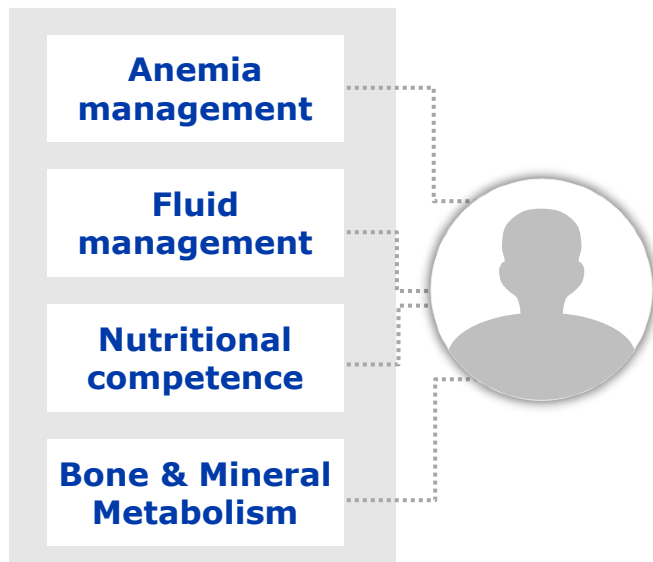 Anemia
management
Fluid
management
Nutritional
competence
Bone & Mineral
Metabolism